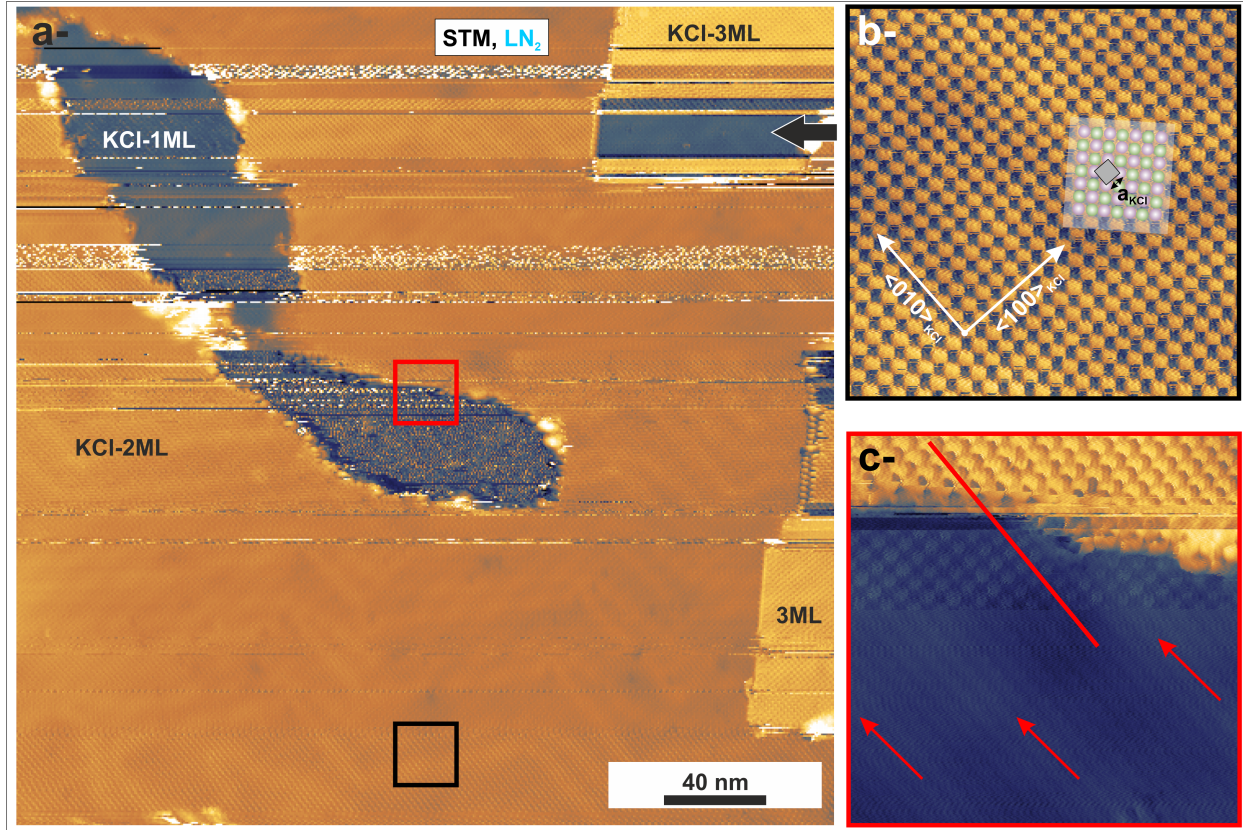 a-
STM, LN₂
KCl-3ML
KCl-1ML
KCl-2ML
3ML
40 nm
b-
aKCl
<010>KCl
<100>KCl
c-